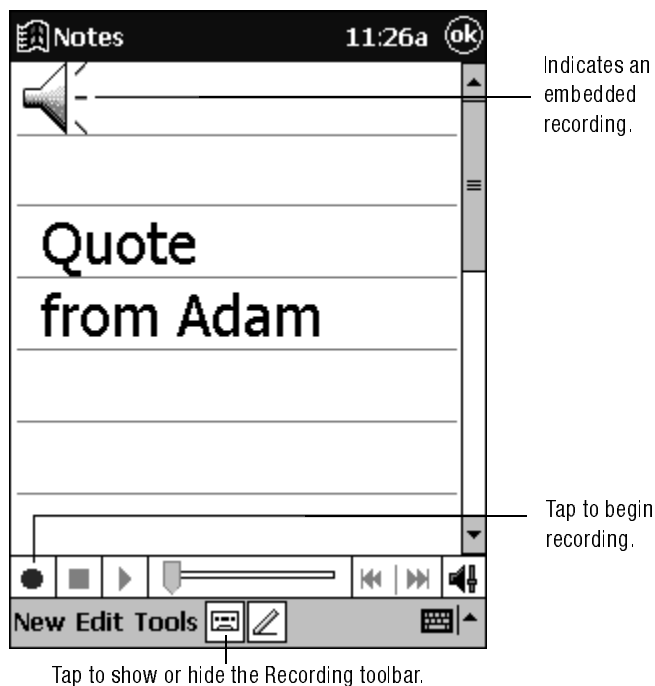 Notes 11:26a ok
Indicates an
embedded
recording.
Quote
from Adam
Tap to begin
recording.
New Edit Tools
Tap to show or hide the Recording toolbar.